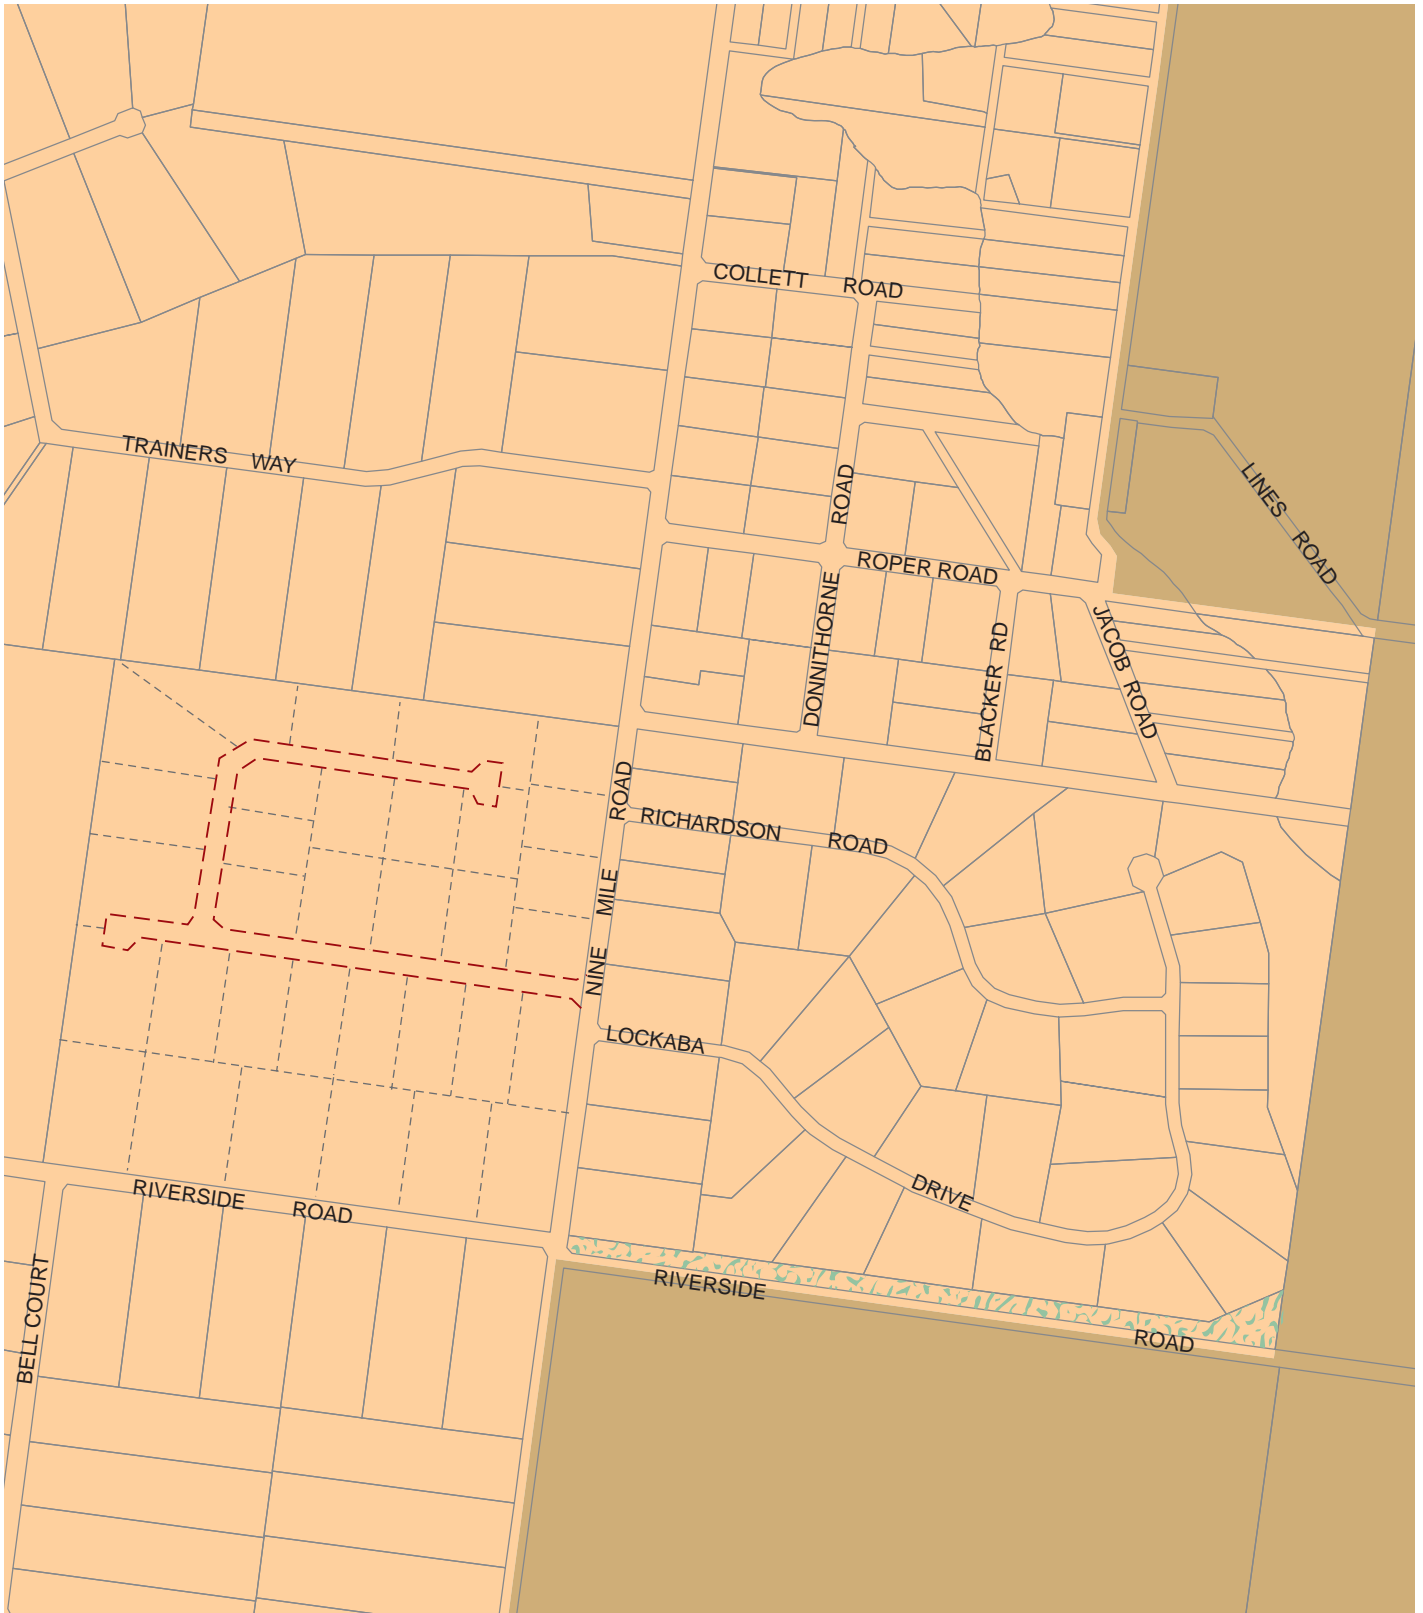 COLLETT ROAD
TRAINERS WAY
ROAD
LINES ROAD
ROPER ROAD
DONNITHORNE
BLACKER RD
JACOB ROAD
NINE MILE ROAD
RICHARDSON ROAD
LOCKABA
DRIVE
RIVERSIDE ROAD
BELL COURT
RIVERSIDE
ROAD